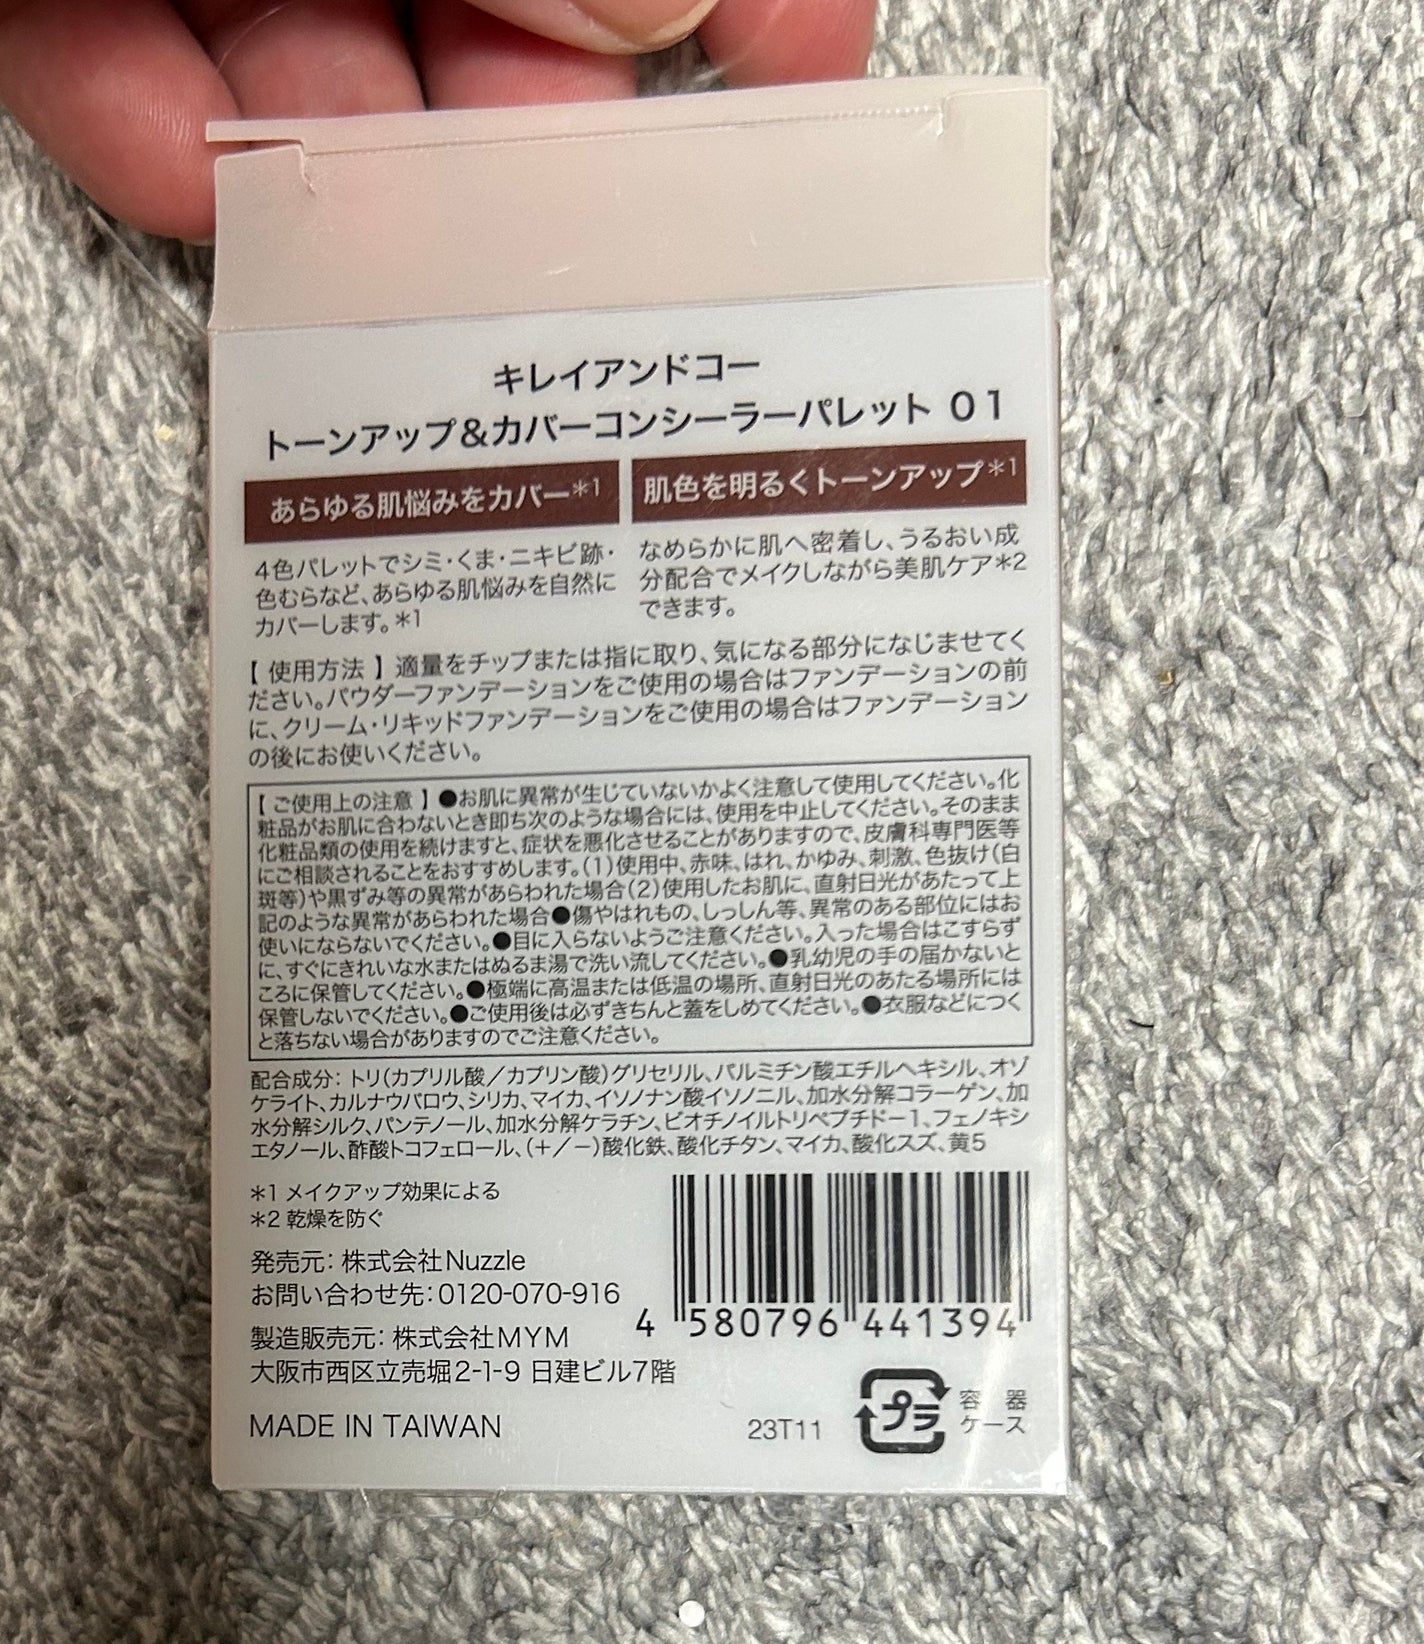 キレイアンドコー
トーンアップ&カバーコンシーラーパレット 01
あらゆる肌悩みをカバー*1
4色パレットでシミ・くま・ニキビ跡・
色むらなど、あらゆる肌悩みを自然に
カバーします。*1
肌色を明るくトーンアップ*1
なめらかに肌へ密着し、うるおい成
分配合でメイクしながら美肌ケア*2
できます。
【 使用方法 】適量をチップまたは指に取り、気になる部分になじませてく
ださい。パウダーファンデーションをご使用の場合はファンデーションの前
に、クリーム・リキッドファンデーションをご使用の場合はファンデーション
の後にお使いください。
【 ご使用上の注意 】●お肌に異常が生じていないかよく注意して使用してください。化
粧品がお肌に合わないとき即ち次のような場合には、使用を中止してください。そのまま
化粧品類の使用を続けますと、症状を悪化させることがありますので、皮膚科専門医等
にご相談されることをおすすめします。(1)使用中、赤味、はれ、かゆみ、刺激、色抜け(白
斑等)や黒ずみ等の異常があらわれた場合(2)使用したお肌に、直射日光があたって上
記のような異常があらわれた場合●傷やはれもの、しっしん等、異常のある部位にはお
使いにならないでください。●目に入らないようご注意ください。入った場合はこすらず
に、すぐにきれいな水またはぬるま湯で洗い流してください。●乳幼児の手の届かないと
ころに保管してください。●極端に高温または低温の場所、直射日光のあたる場所には
保管しないでください。●ご使用後は必ずきちんと蓋をしめてください。●衣服などにつく
と落ちない場合がありますのでご注意ください。
配合成分：トリ(カプリル酸／カプリン酸)グリセリル、パルミチン酸エチルヘキシル、オゾ
ケライト、カルナウバロウ、シリカ、マイカ、イソノナン酸イソノニル、加水分解コラーゲン、加
水分解シルク、パンテノール、加水分解ケラチン、ビオチノイルトリペプチドー1、フェノキシ
エタノール、酢酸トコフェロール、(＋／－)酸化鉄、酸化チタン、マイカ、酸化スズ、黄5
*1 メイクアップ効果による
*2 乾燥を防ぐ
発売元：株式会社Nuzzle
お問い合わせ先：0120-070-916
製造販売元：株式会社MYM
大阪市西区立売堀2-1-9 日建ビル7階
MADE IN TAIWAN
4 580796 441394
23T11
プラ
容 器
ケース